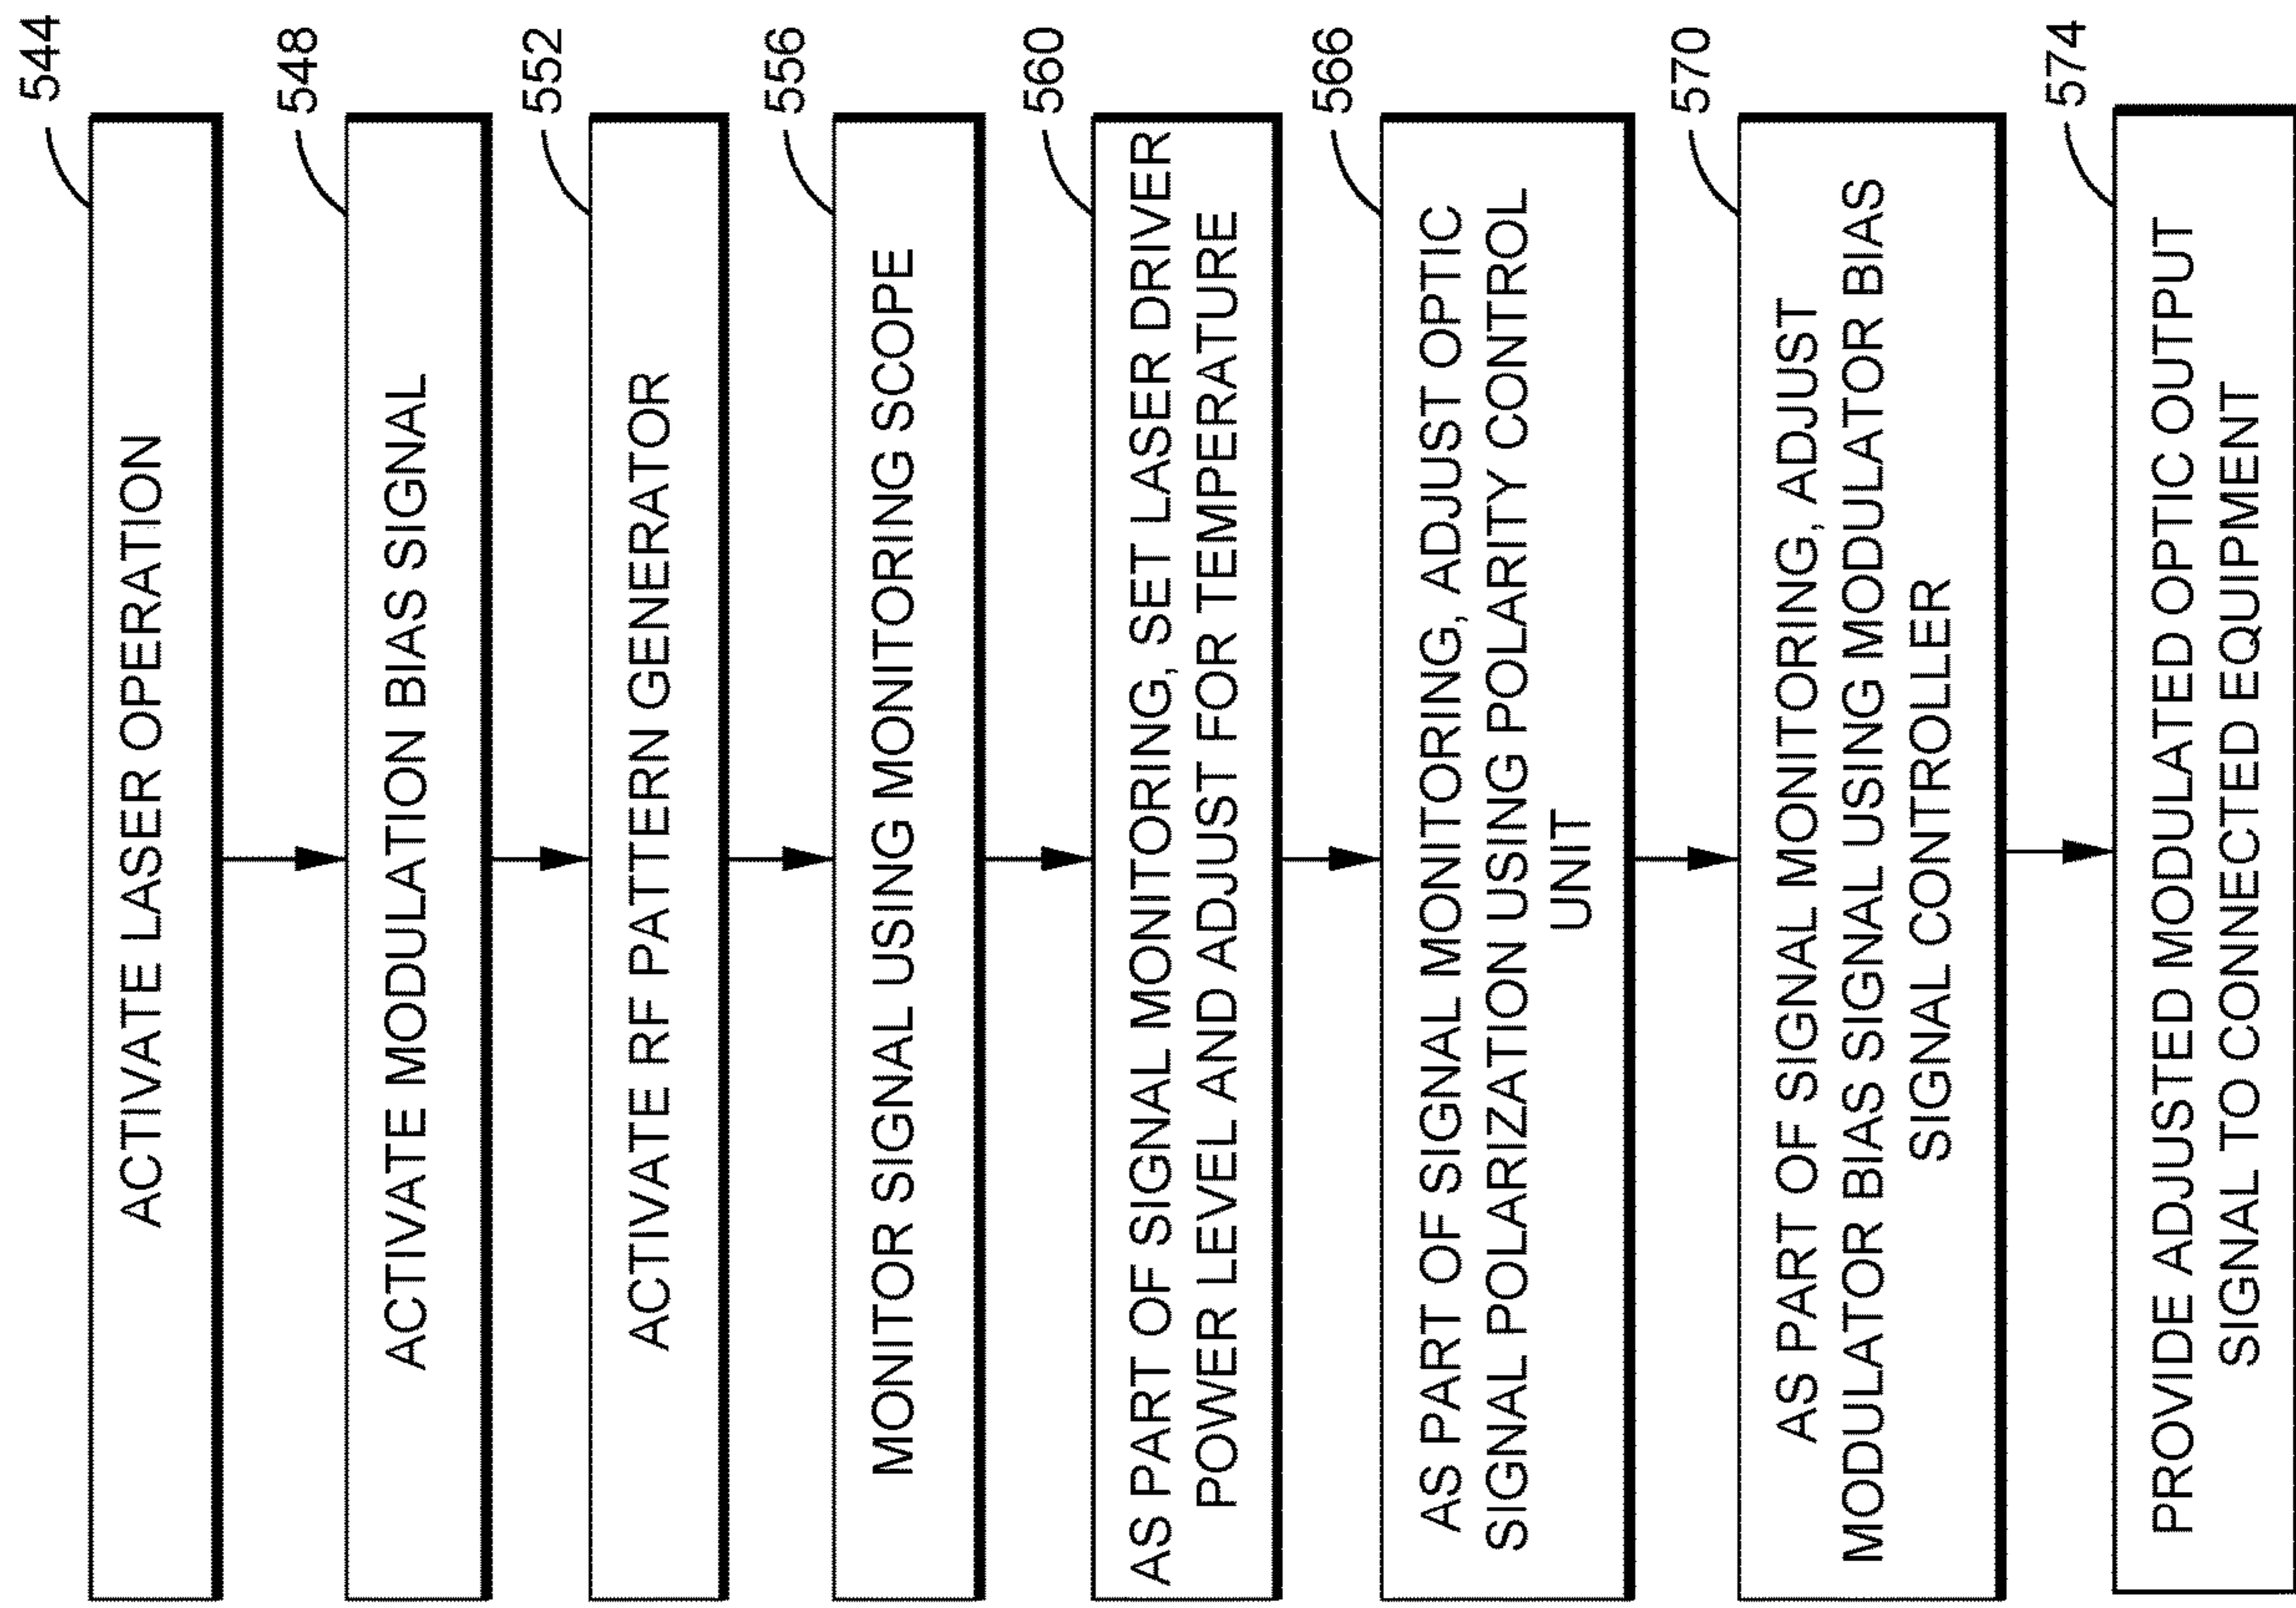 544
ACTIVATE LASER OPERATION
548
ACTIVATE MODULATION BIAS SIGNAL
552
ACTIVATE RF PATTERN GENERATOR
556
MONITOR SIGNAL USING MONITORING SCOPE
560
AS PART OF SIGNAL MONITORING, SET LASER DRIVER
POWER LEVEL AND ADJUST FOR TEMPERATURE
566
AS PART OF SIGNAL MONITORING, ADJUST OPTIC
SIGNAL POLARIZATION USING POLARITY CONTROL
UNIT
570
AS PART OF SIGNAL MONITORING, ADJUST
MODULATOR BIAS SIGNAL USING MODULATOR BIAS
SIGNAL CONTROLLER
574
PROVIDE ADJUSTED MODULATED OPTIC OUTPUT
SIGNAL TO CONNECTED EQUIPMENT